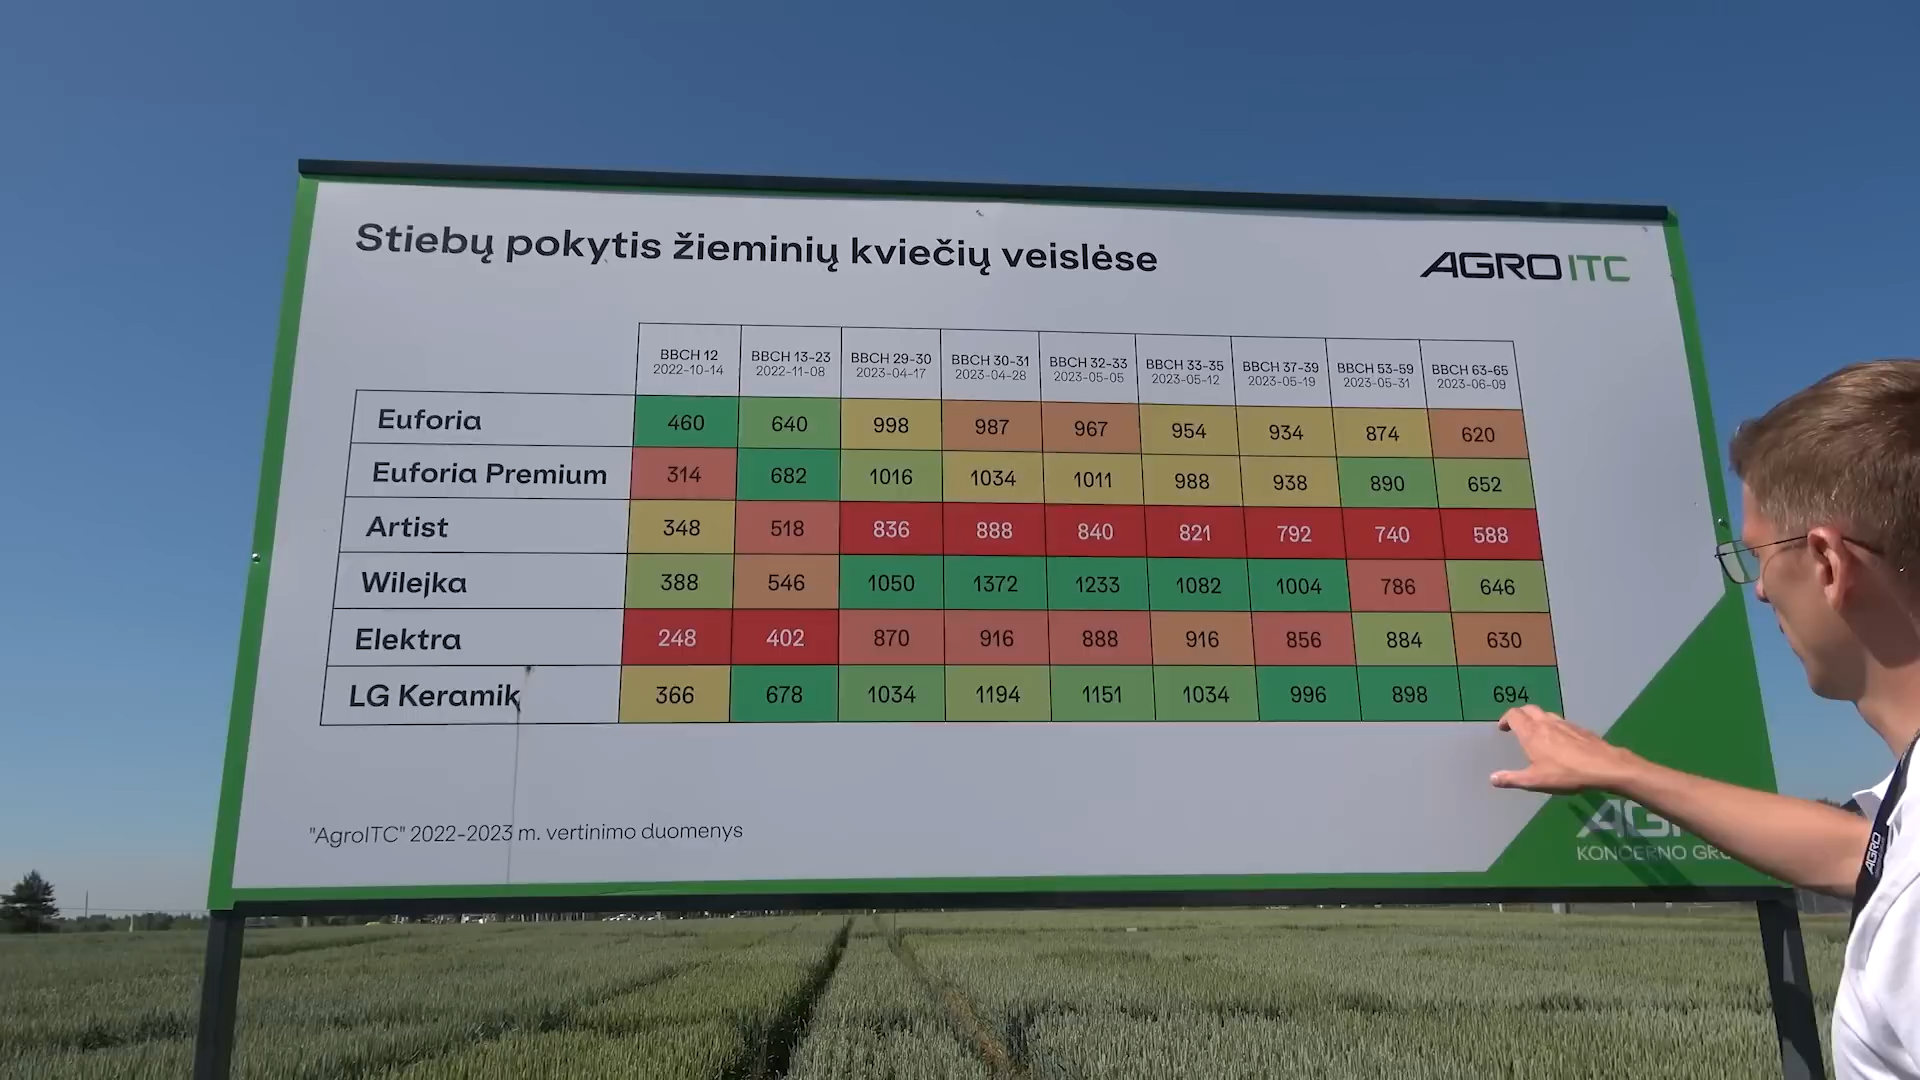 Stiebų pokytis žieminių kviečių veislėse
AGRO ITC
BBCH 12 BBCH 13-23 BBCH 29-30 BBCH 30-31 BBCH 32-33 BBCH 33-35 BBCH 37-39 BBCH 53-59 BBCH 63-65
2022-10-14 2022-11-08 2023-04-17 2023-04-28 2023-05-05 2023-05-12 2023-05-19 2023-05-31 2023-06-09
Euforia 460 640 998 987 967 954 934 874 620
Euforia Premium 314 682 1016 1034 1011 988 938 890 652
Artist 348 518 836 888 840 821 792 740 588
Wilejka 388 546 1050 1372 1233 1082 1004 786 646
Elektra 248 402 870 916 888 916 856 884 630
LG Keramik 366 678 1034 1194 1151 1034 996 898 694
"AgroITC" 2022-2023 m. vertinimo duomenys
KONCERNO
AGRO